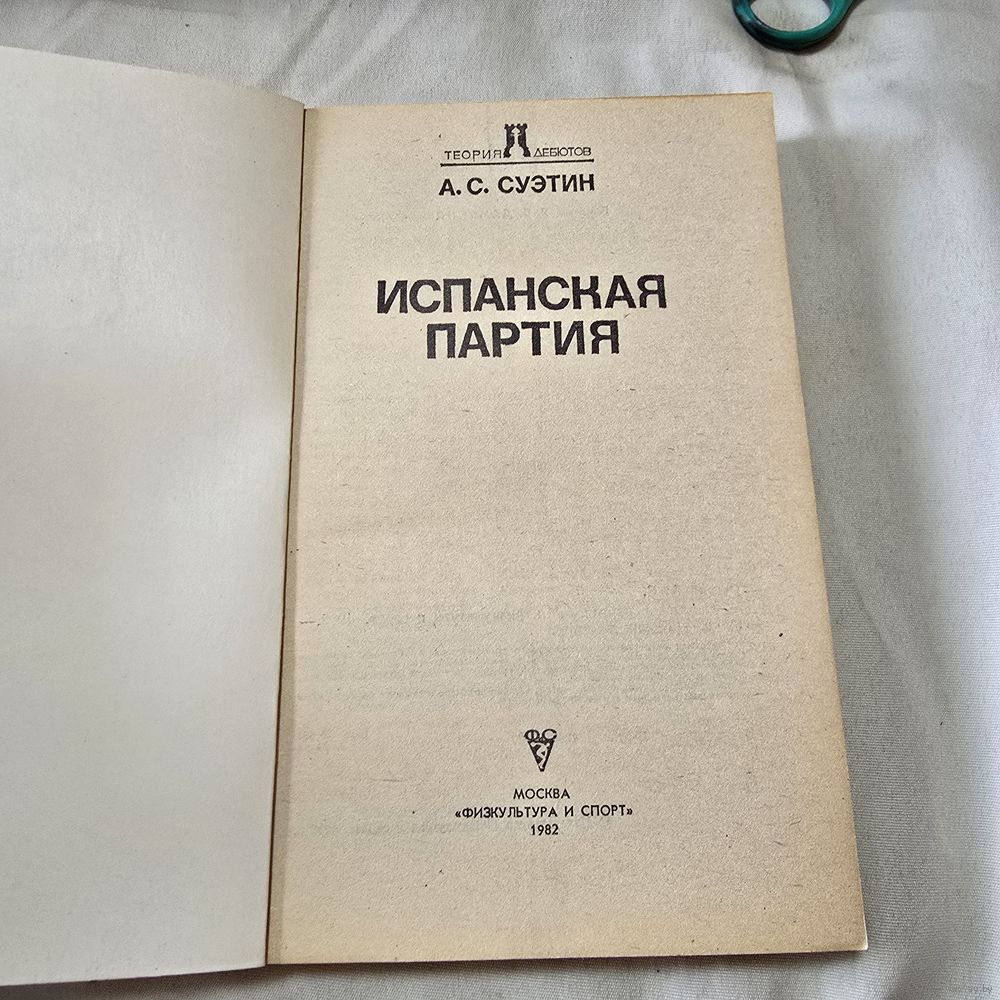 ТЕОРИЯ ДЕБЮТОВ
А. С. СУЭТИН
ИСПАНСКАЯ
ПАРТИЯ
ФиС
МОСКВА
«ФИЗКУЛЬТУРА И СПОРТ»
1982